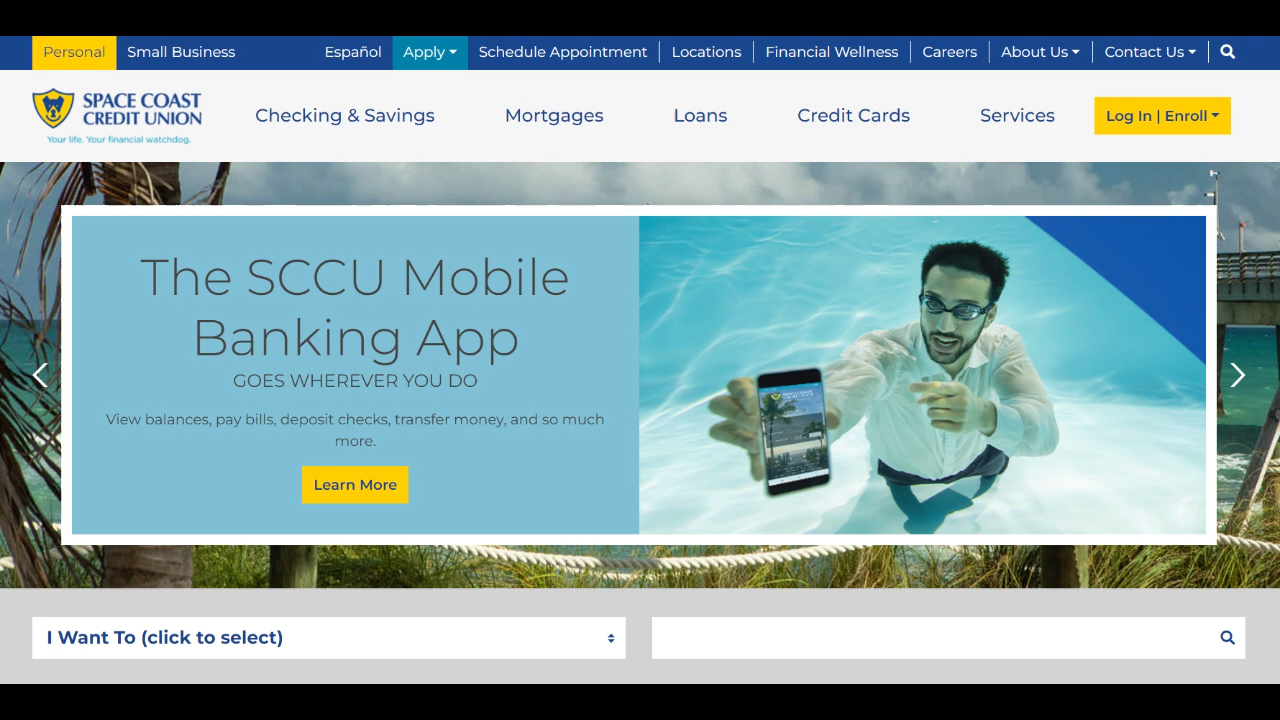 Personal Small Business Español Apply Schedule Appointment Locations Financial Wellness Careers About Us Contact Us
SPACE COAST
CREDIT UNION
Your life. Your financial watchdog.
Checking & Savings Mortgages Loans Credit Cards Services Log In | Enroll
The SCCU Mobile
Banking App
GOES WHEREVER YOU DO
View balances, pay bills, deposit checks, transfer money, and so much
more.
Learn More
I Want To (click to select)